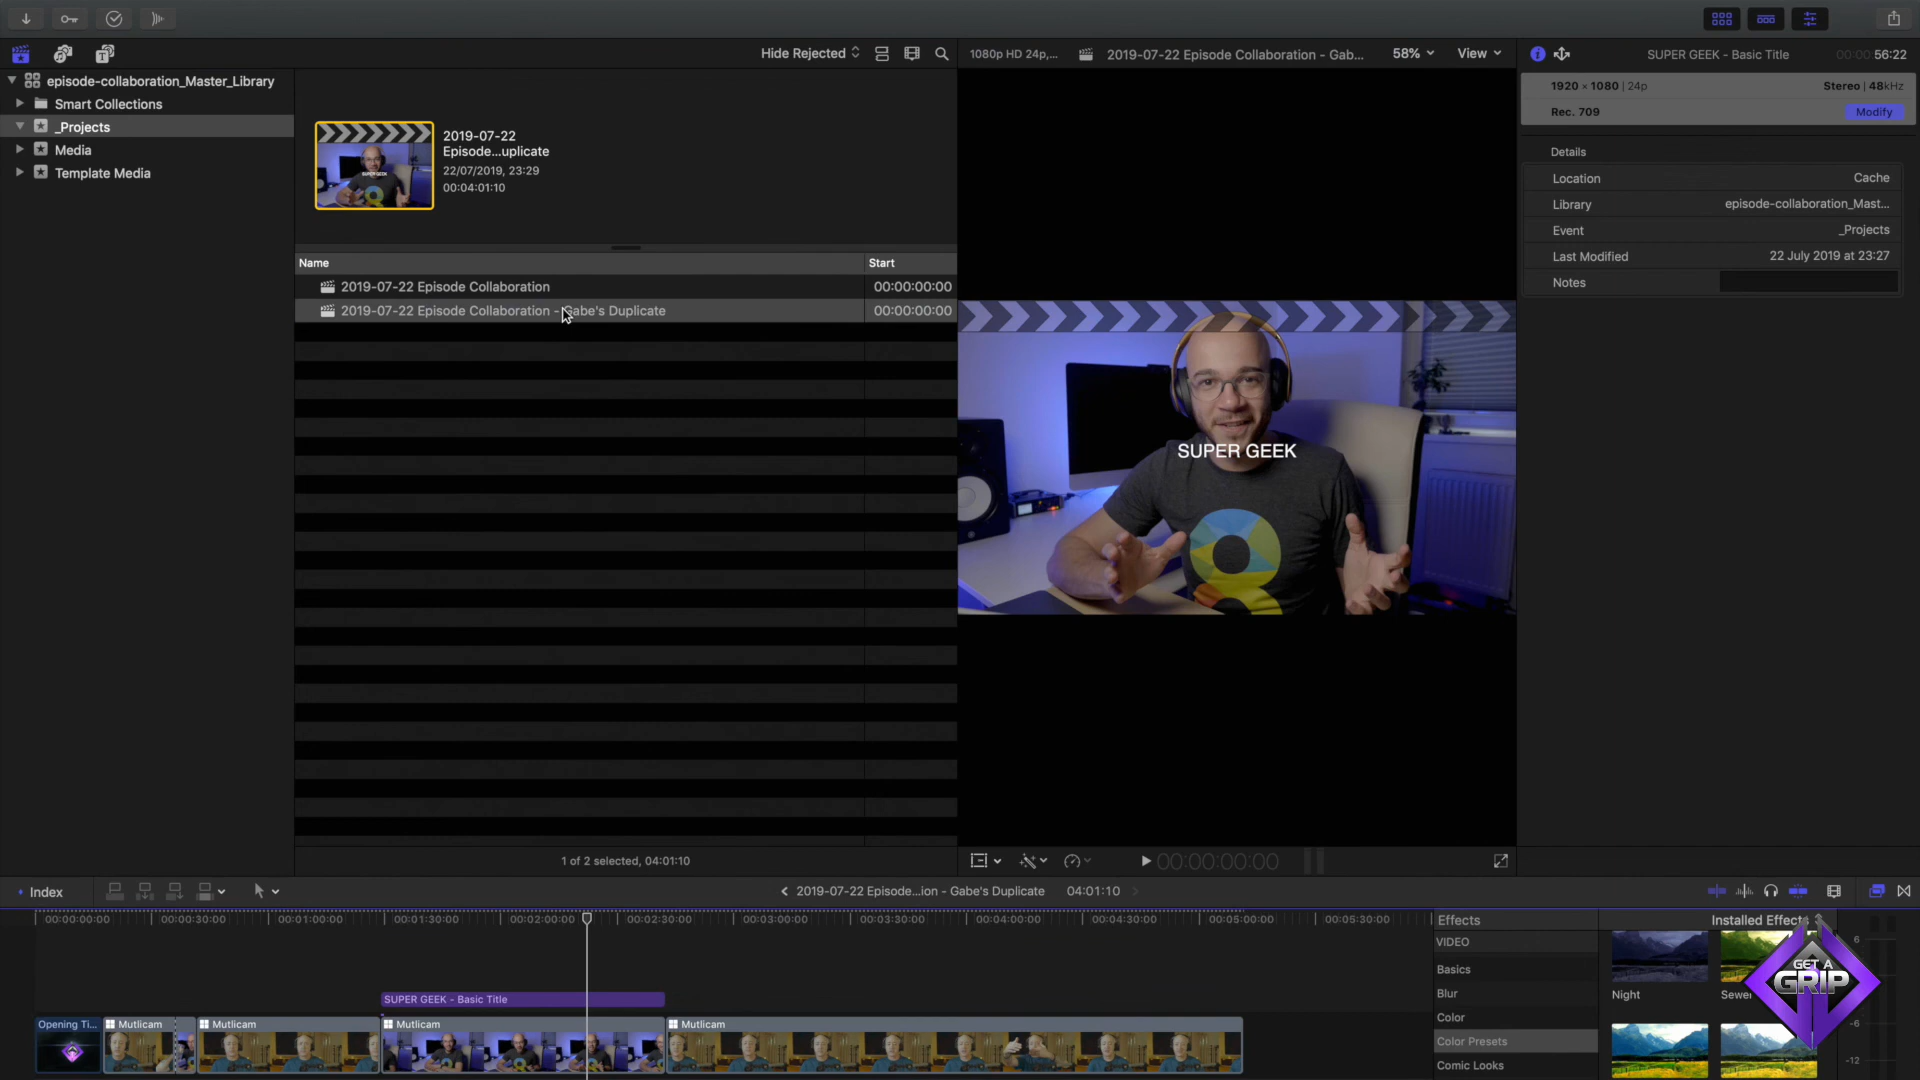 Hide Rejected
1080p HD 24p,...
2019-07-22 Episode Collaboration - Gab...
58%
View
SUPER GEEK - Basic Title
00:00:56:22
episode-collaboration_Master_Library
Smart Collections
_Projects
Media
Template Media
2019-07-22
Episode...uplicate
22/07/2019, 23:29
00:04:01:10
1920 × 1080 | 24p
Stereo | 48kHz
Rec. 709
Modify
Details
Location
Cache
Library
episode-collaboration_Mast...
Event
_Projects
Last Modified
22 July 2019 at 23:27
Notes
Name
Start
2019-07-22 Episode Collaboration
00:00:00:00
2019-07-22 Episode Collaboration - Gabe's Duplicate
00:00:00:00
SUPER GEEK
1 of 2 selected, 04:01:10
00:00:00:00
Index
2019-07-22 Episode...ion - Gabe's Duplicate
04:01:10
00:00:00:00
00:00:30:00
00:01:00:00
00:01:30:00
00:02:00:00
00:02:30:00
00:03:00:00
00:03:30:00
00:04:00:00
00:04:30:00
00:05:00:00
00:05:30:00
Effects
Installed Effects
VIDEO
Basics
Blur
Color
Color Presets
Comic Looks
Night
GET A
GRIP
6
-6
-12
SUPER GEEK - Basic Title
Opening Ti...
Mutlicam
Mutlicam
Mutlicam
Mutlicam